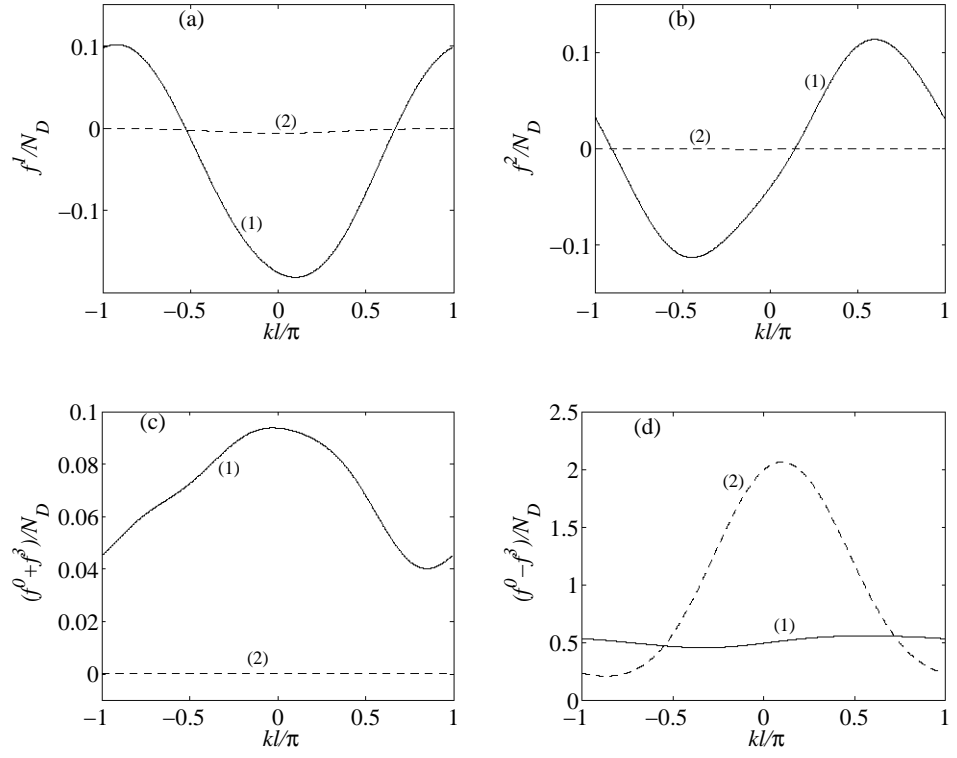 (a)
0.1
0
−0.1
f¹/N_D
(2)
(1)
−1 −0.5 0 0.5 1
kl/π
(b)
0.1
0
−0.1
f²/N_D
(1)
(2)
−1 −0.5 0 0.5 1
kl/π
(c)
0.1
0.08
0.06
0.04
0.02
0
(f⁰+f³)/N_D
(1)
(2)
−1 −0.5 0 0.5 1
kl/π
(d)
2.5
2
1.5
1
0.5
0
(f⁰−f³)/N_D
(2)
(1)
−1 −0.5 0 0.5 1
kl/π